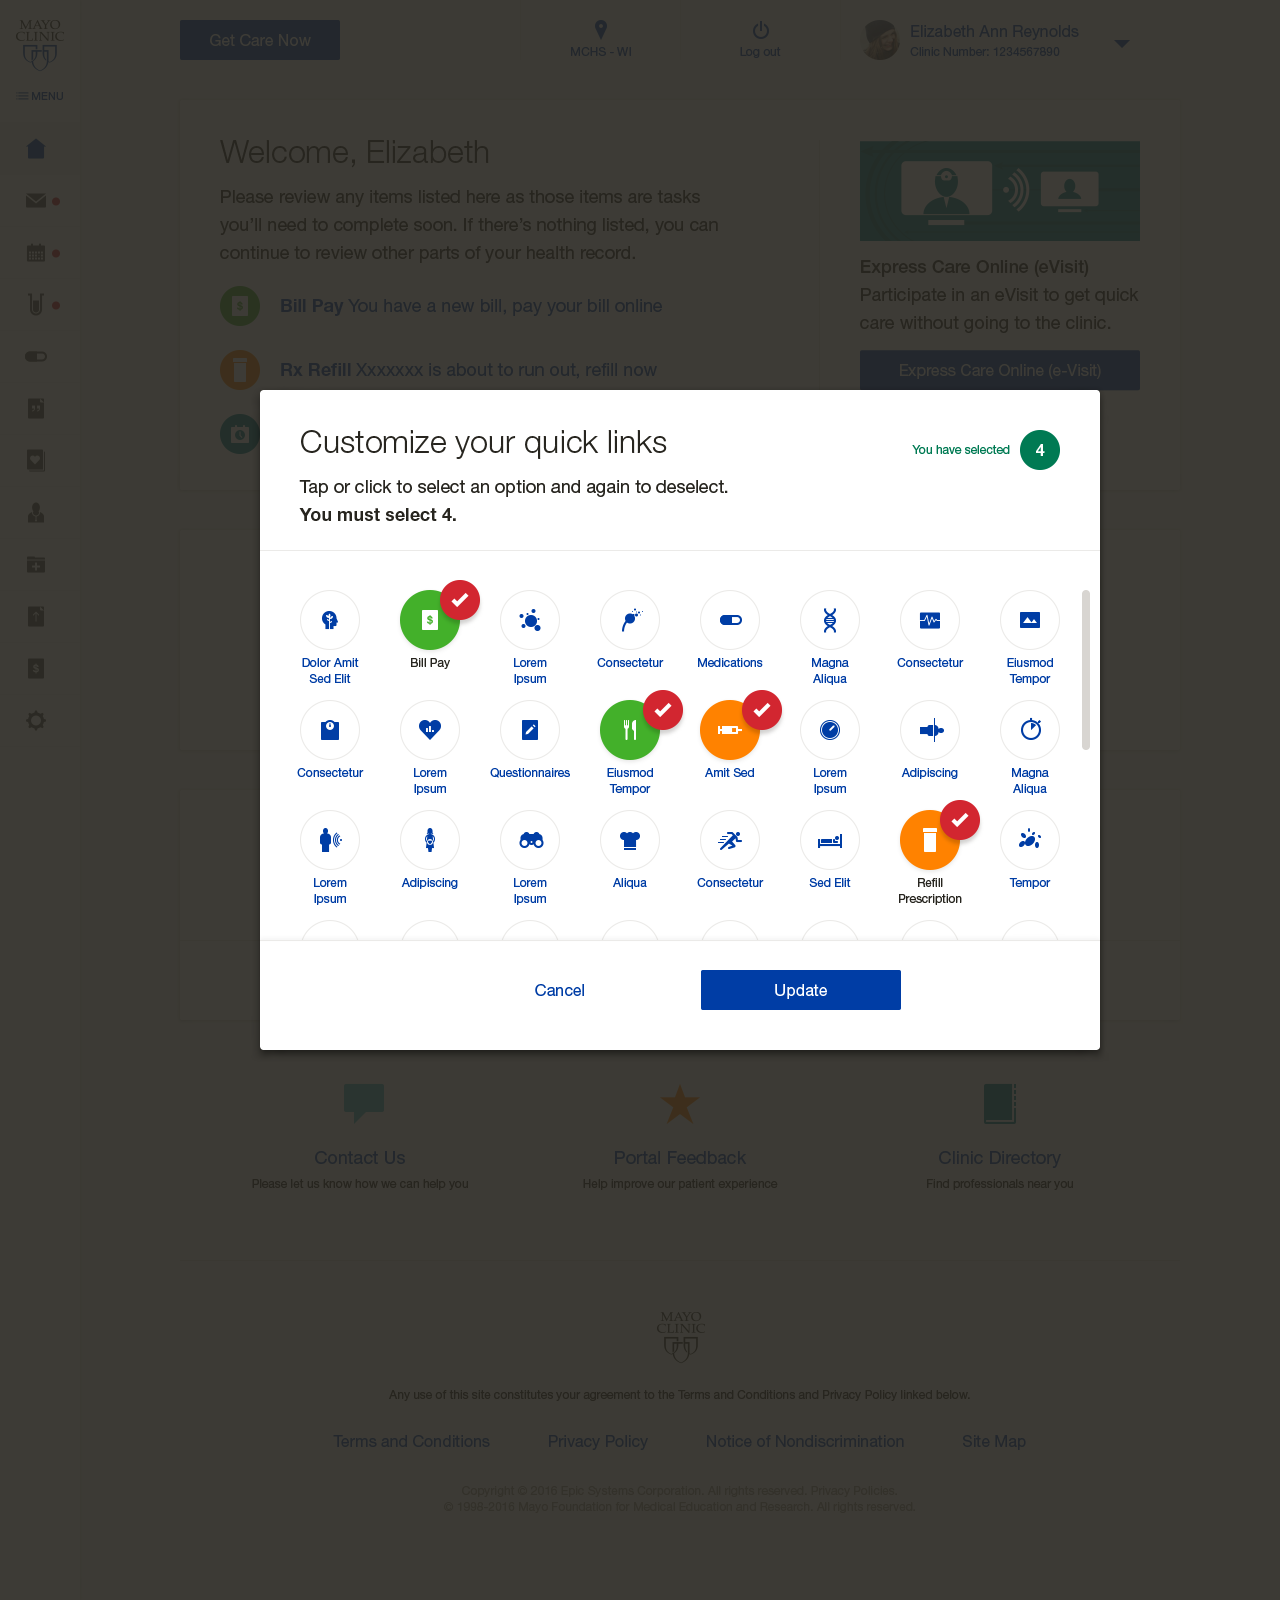 MAYO
CLINIC
MENU
Get Care Now
MCHS - WI
Log out
Elizabeth Ann Reynolds
Clinic Number: 1234567890
Welcome, Elizabeth
Please review any items listed here as those items are tasks
you'll need to complete soon. If there's nothing listed, you can
continue to review other parts of your health record.
Bill Pay You have a new bill, pay your bill online
Rx Refill Xxxxxxx is about to run out, refill now
Express Care Online (eVisit)
Participate in an eVisit to get quick
care without going to the clinic.
Express Care Online (e-Visit)
Customize your quick links
You have selected 4
Tap or click to select an option and again to deselect.
You must select 4.
Dolor Amit
Sed Elit
Bill Pay
Lorem
Ipsum
Consectetur
Medications
Magna
Aliqua
Consectetur
Eiusmod
Tempor
Consectetur
Lorem
Ipsum
Questionnaires
Eiusmod
Tempor
Amit Sed
Lorem
Ipsum
Adipiscing
Magna
Aliqua
Lorem
Ipsum
Adipiscing
Lorem
Ipsum
Aliqua
Consectetur
Sed Elit
Refill
Prescription
Tempor
Cancel
Update
Contact Us
Please let us know how we can help you
Portal Feedback
Help improve our patient experience
Clinic Directory
Find professionals near you
MAYO
CLINIC
Any use of this site constitutes your agreement to the Terms and Conditions and Privacy Policy linked below.
Terms and Conditions
Privacy Policy
Notice of Nondiscrimination
Site Map
Copyright © 2016 Epic Systems Corporation. All rights reserved. Privacy Policies.
© 1998-2016 Mayo Foundation for Medical Education and Research. All rights reserved.